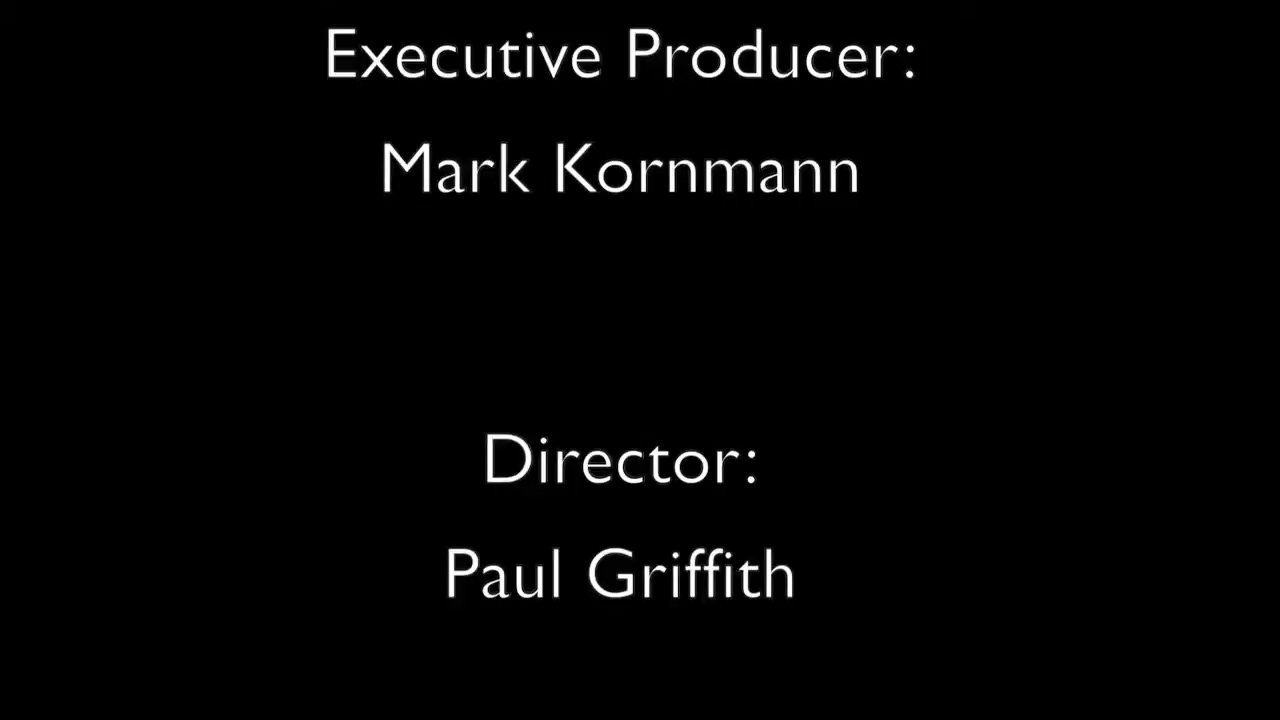 Executive Producer:
Mark Kornmann
Director:
Paul Griffith